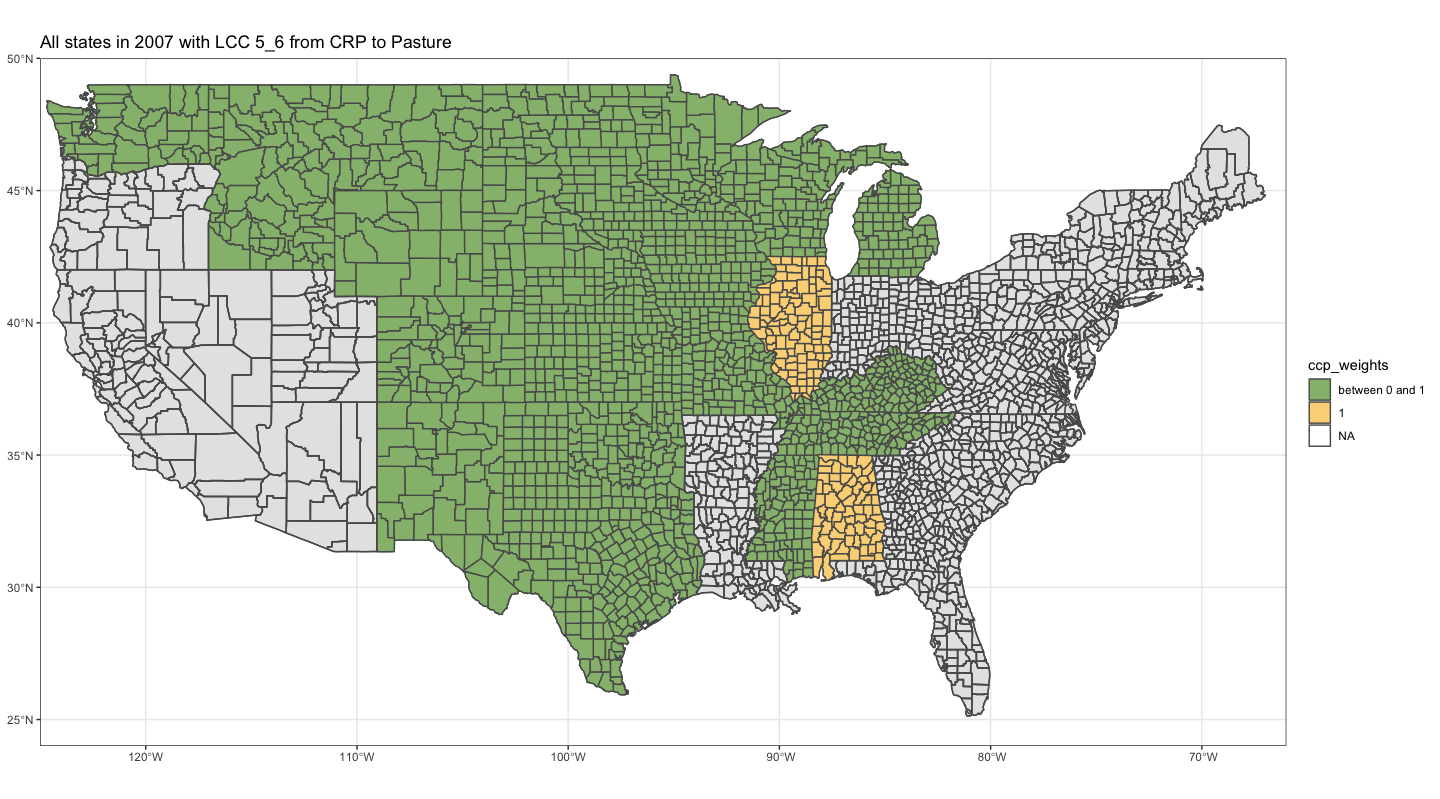 All states in 2007 with LCC 5_6 from CRP to Pasture
50°N
45°N
40°N
35°N
30°N
25°N
120°W
110°W
100°W
90°W
80°W
70°W
ccp_weights
between 0 and 1
1
NA